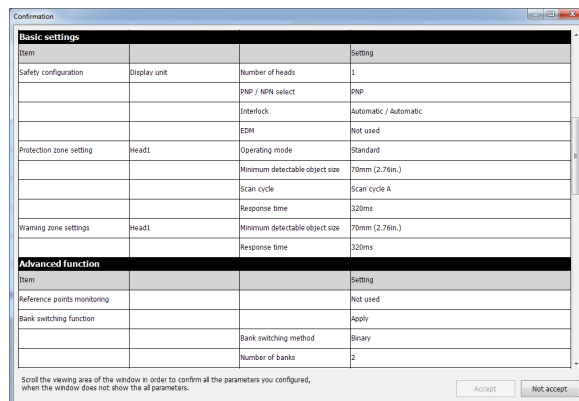 Confirmation
Basic settings
Item Setting
Safety configuration Display unit Number of heads 1
PNP / NPN select PNP
Interlock Automatic / Automatic
EDM Not used
Protection zone setting Head1 Operating mode Standard
Minimum detectable object size 70mm (2.76in.)
Scan cycle Scan cycle A
Response time 320ms
Warning zone settings Head1 Minimum detectable object size 70mm (2.76in.)
Response time 320ms
Advanced function
Item Setting
Reference points monitoring Not used
Bank switching function Apply
Bank switching method Binary
Number of banks 2
Scroll the viewing area of the window in order to confirm all the parameters you configured,
when the window does not show the all parameters.
Accept Not accept